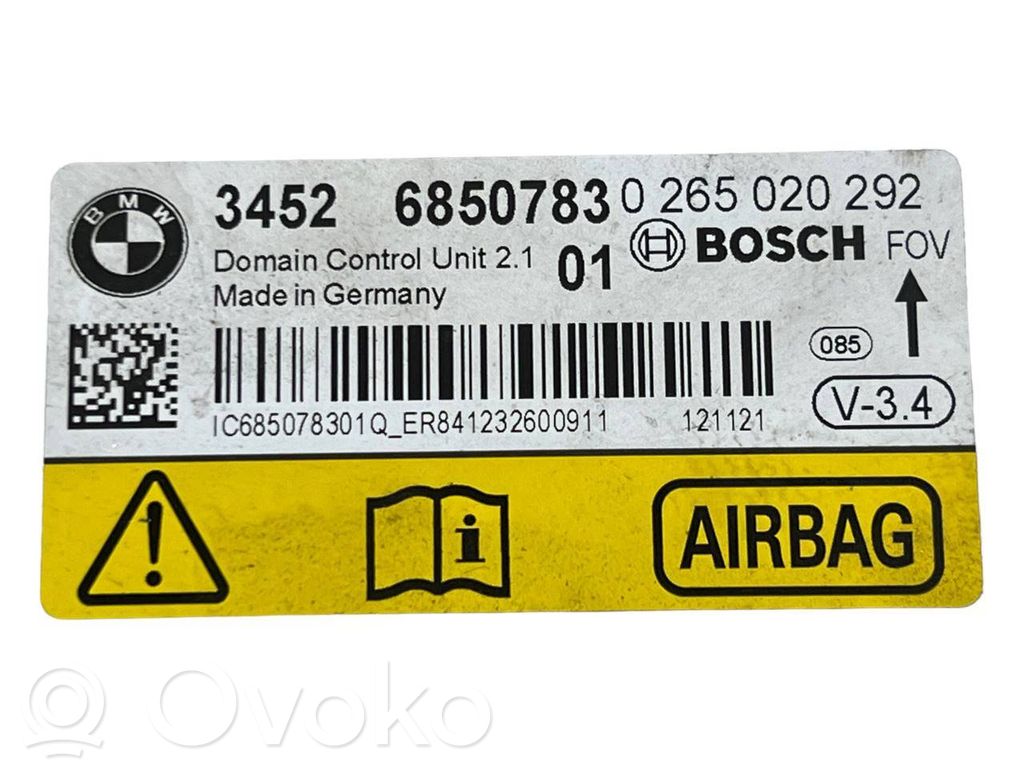 BMW
3452 6850783 0 265 020 292
Domain Control Unit 2.1 01 BOSCH FOV
Made in Germany
085
V-3.4
IC685078301Q_ER841232600911 121121
i
AIRBAG
Ovoko